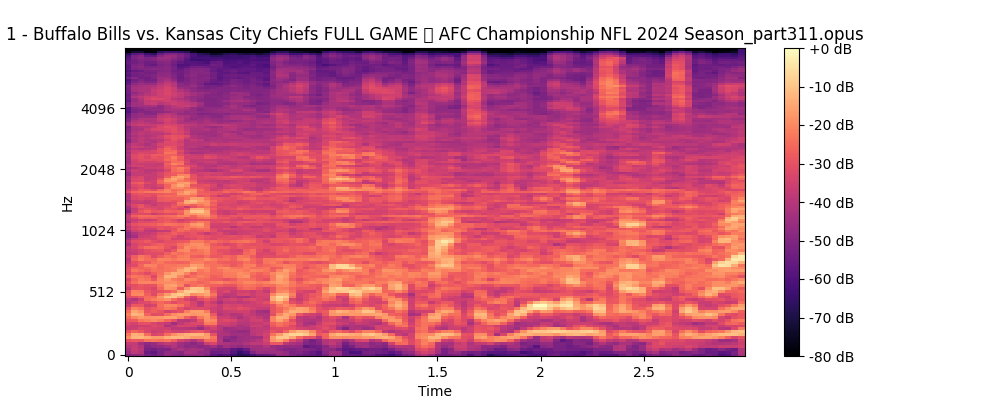 1 - Buffalo Bills vs. Kansas City Chiefs FULL GAME ▯ AFC Championship NFL 2024 Season_part311.opus
+0 dB
-10 dB
-20 dB
-30 dB
-40 dB
-50 dB
-60 dB
-70 dB
-80 dB
4096
2048
1024
512
0
Hz
0
0.5
1
1.5
2
2.5
Time